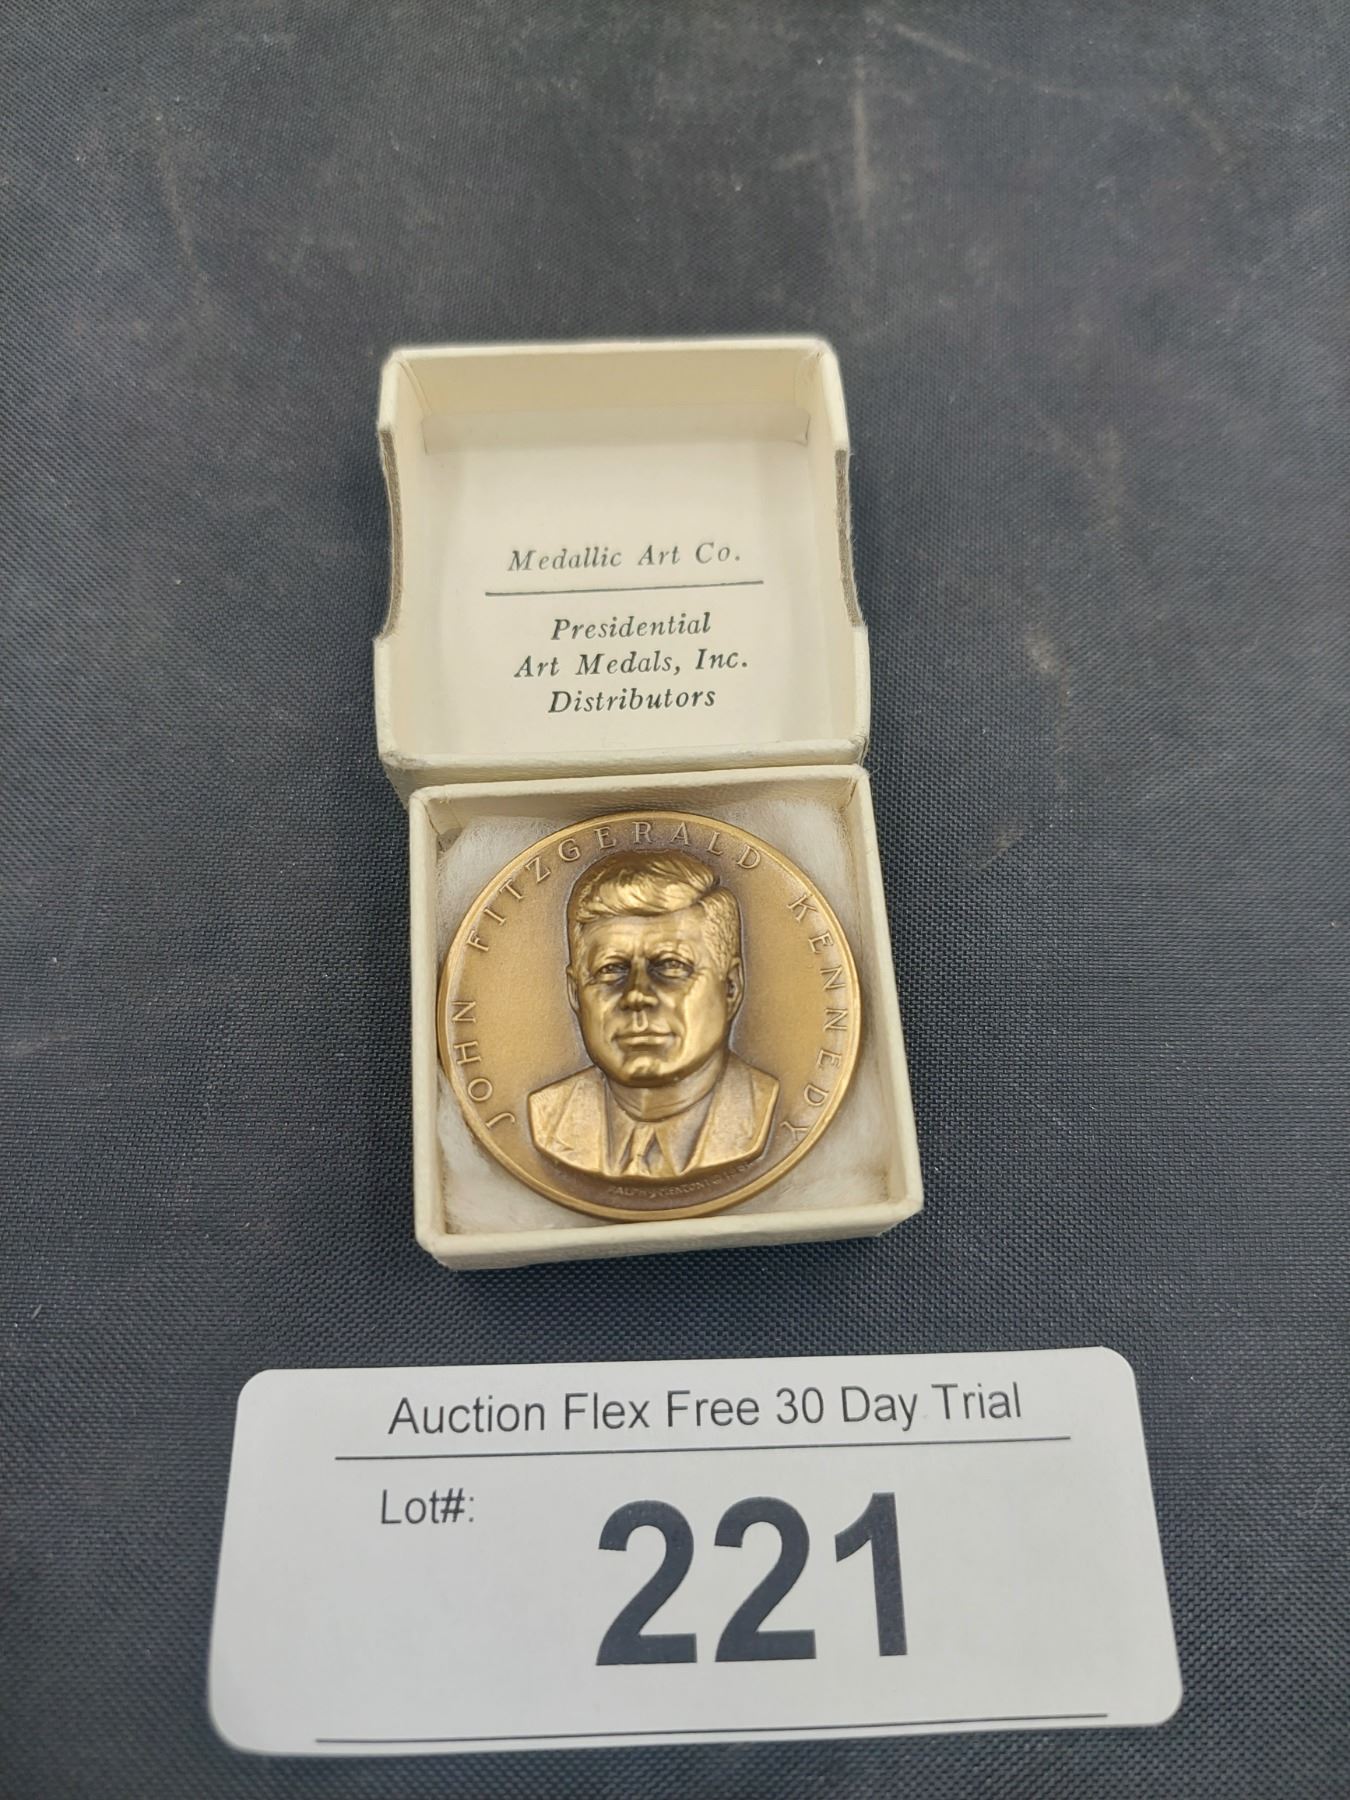 Medallic Art Co.
Presidential
Art Medals, Inc.
Distributors
JOHN FITZGERALD KENNEDY
Auction Flex Free 30 Day Trial
Lot#:
221